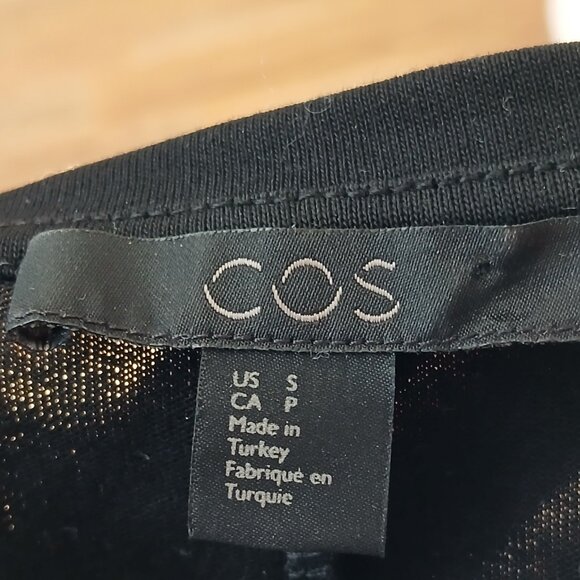 COS
US S
CA P
Made in
Turkey
Fabriqué en
Turquie